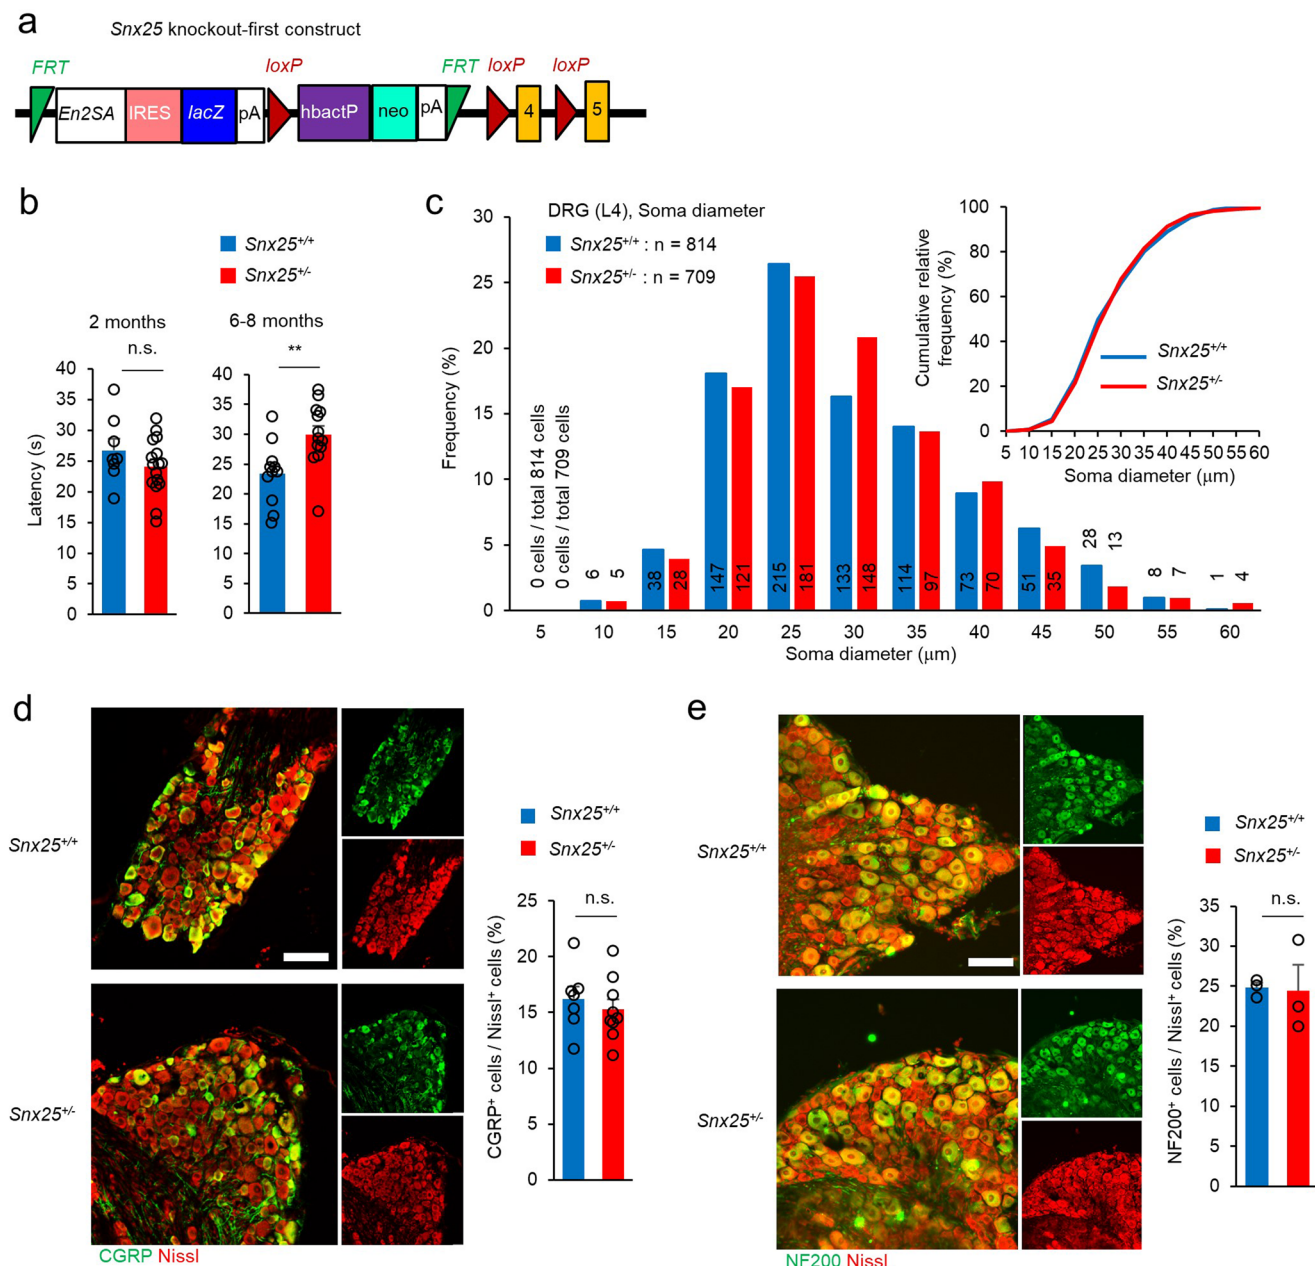 a
Snx25 knockout-first construct
FRT loxP FRT loxP loxP
En2SA IRES lacZ pA hbactP neo pA 4 5
b
Snx25+/+
Snx25+/-
2 months
n.s.
6-8 months
**
Latency (s)
40
35
30
25
20
15
10
5
0
40
35
30
25
20
15
10
5
0
c
DRG (L4), Soma diameter
Snx25+/+ : n = 814
Snx25+/- : n = 709
Frequency (%)
30
25
20
15
10
5
0
0 cells / total 814 cells
0 cells / total 709 cells
6 5 38 28 147 121 215 181 133 148 114 97 73 70 51 35 28 13 8 7 1 4
5 10 15 20 25 30 35 40 45 50 55 60
Soma diameter (μm)
Cumulative relative
frequency (%)
100
80
60
40
20
0
Snx25+/+
Snx25+/-
5 10 15 20 25 30 35 40 45 50 55 60
Soma diameter (μm)
d
Snx25+/+
Snx25+/-
CGRP Nissl
Snx25+/+
Snx25+/-
n.s.
CGRP+ cells / Nissl+ cells (%)
25
20
15
10
5
0
e
Snx25+/+
Snx25+/-
NF200 Nissl
Snx25+/+
Snx25+/-
n.s.
NF200+ cells / Nissl+ cells (%)
35
30
25
20
15
10
5
0